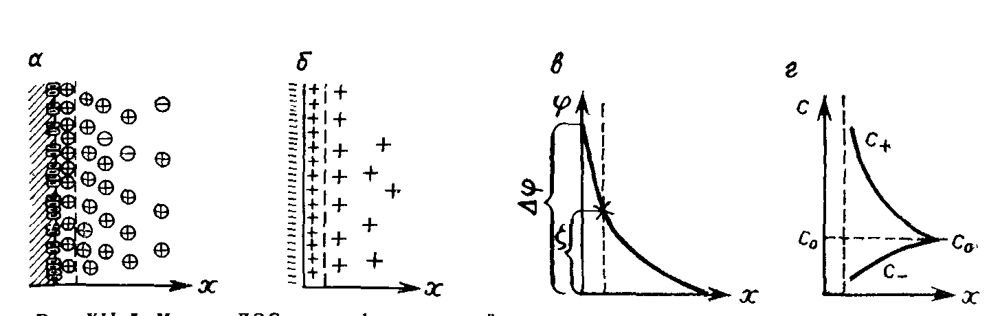 а б в г
φ c
c₊
Δφ ζ
c₀ c₀
c₋
x x x x